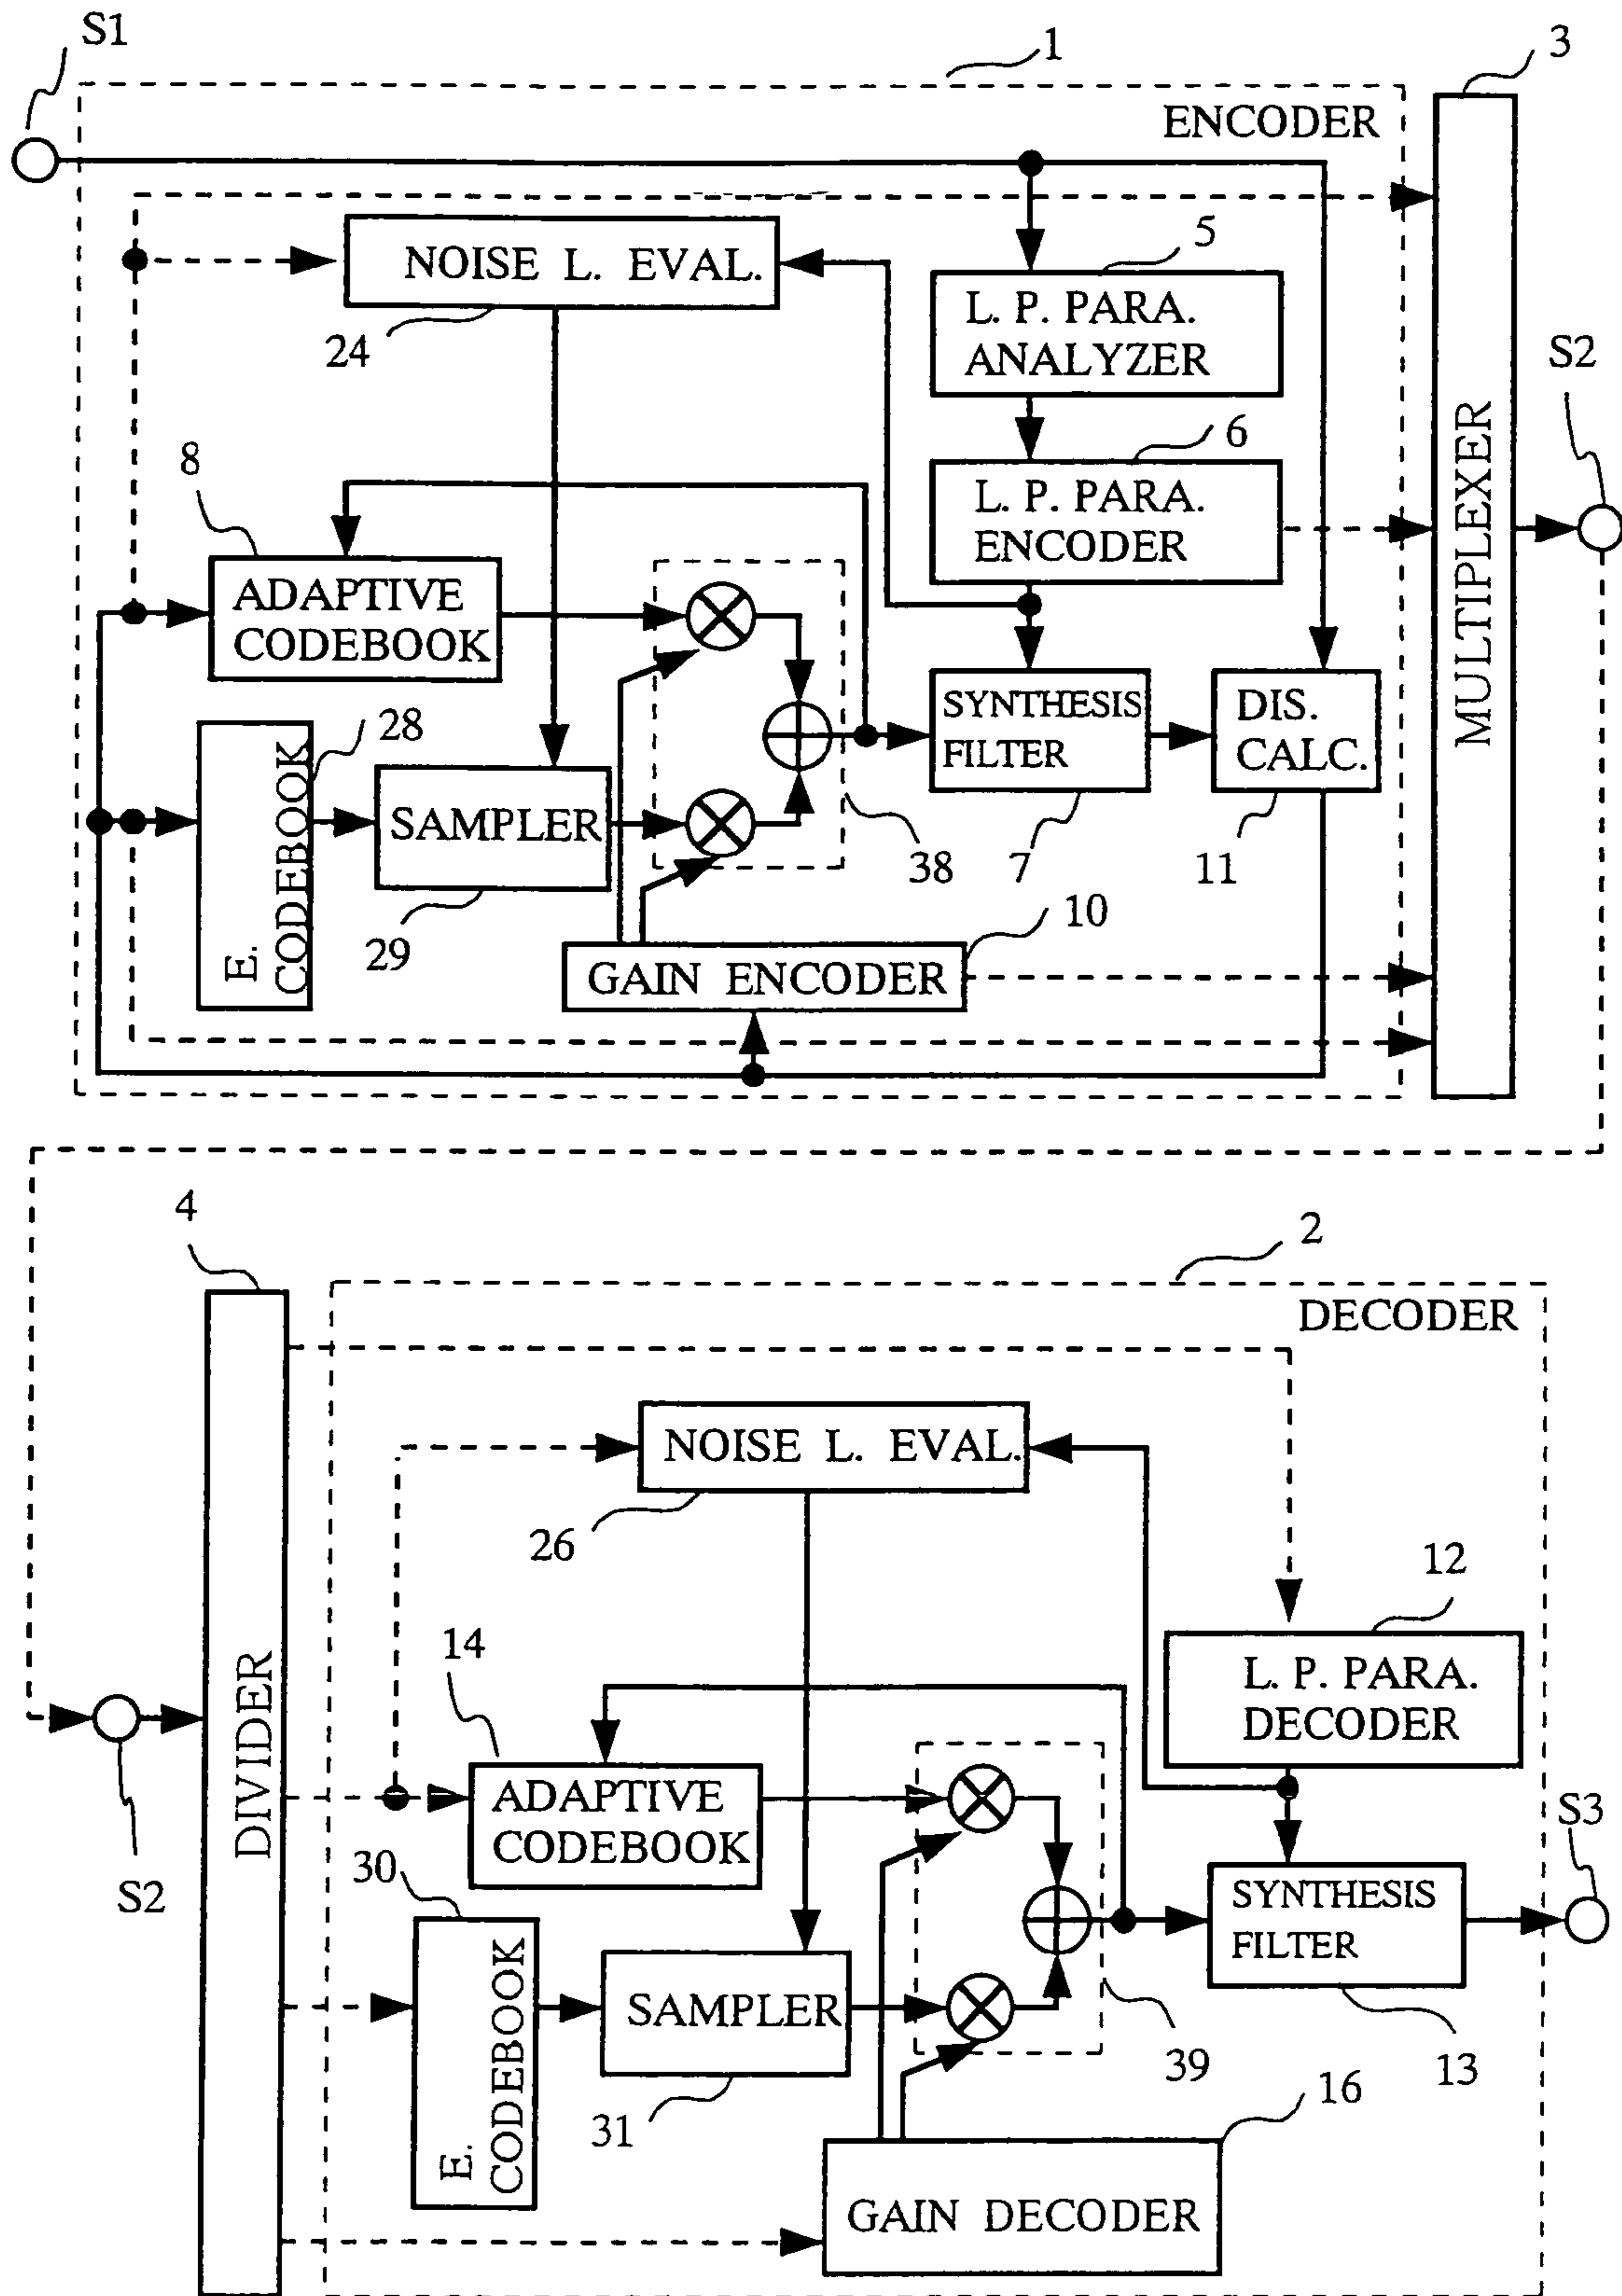 S1
1
3
ENCODER
NOISE L. EVAL.
24
5
L. P. PARA.
ANALYZER
S2
8
6
L. P. PARA.
ENCODER
MULTIPLEXER
ADAPTIVE
CODEBOOK
28
E.
CODEBOOK
SAMPLER
29
SYNTHESIS
FILTER
DIS.
CALC.
38
7
11
10
GAIN ENCODER
4
2
DECODER
NOISE L. EVAL.
26
12
L. P. PARA.
DECODER
14
DIVIDER
ADAPTIVE
CODEBOOK
S2
S3
30
E.
CODEBOOK
SAMPLER
31
SYNTHESIS
FILTER
39
13
16
GAIN DECODER